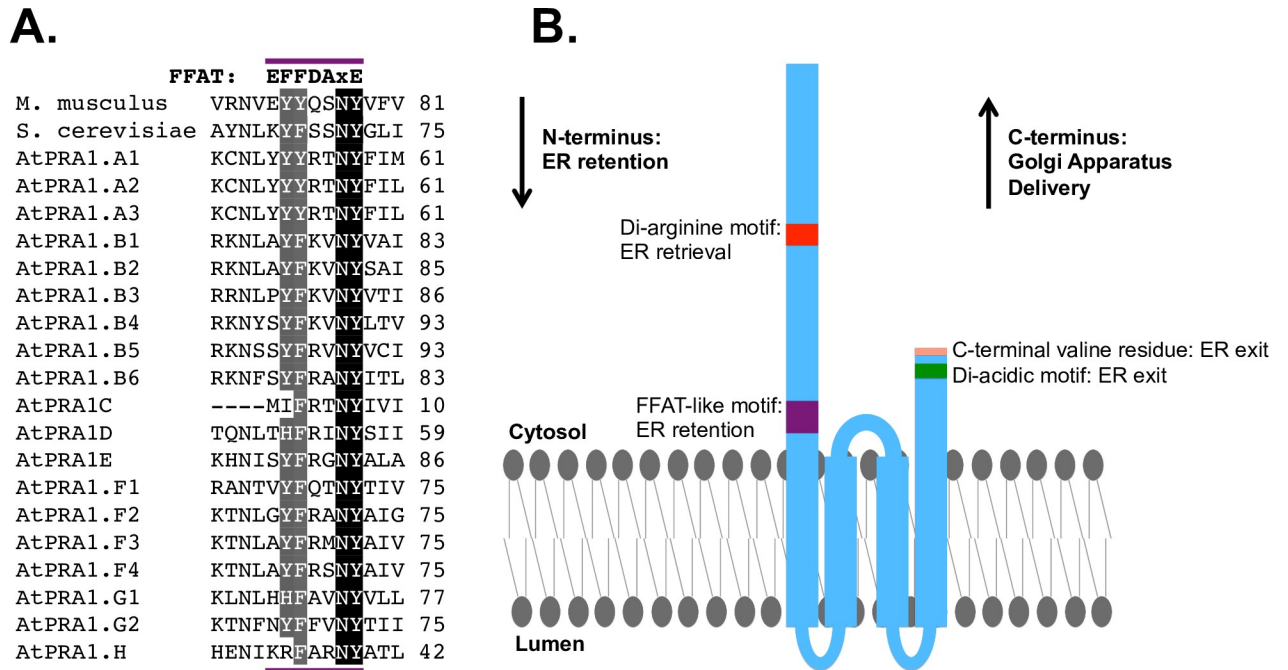 A.
FFAT: EFFDAxE
M. musculus VRNVEYYQSNYVFV 81
S. cerevisiae AYNLKYFSSNYGLI 75
AtPRA1.A1 KCNLYYYRTNYFIM 61
AtPRA1.A2 KCNLYYYRTNYFIL 61
AtPRA1.A3 KCNLYYYRTNYFIL 61
AtPRA1.B1 RKNLAYFKVNYVAI 83
AtPRA1.B2 RKNLAYFKVNYSAI 85
AtPRA1.B3 RRNLPYFKVNYVTI 86
AtPRA1.B4 RKNYSYFKVNYLTV 93
AtPRA1.B5 RKNSSYFRVNYVCI 93
AtPRA1.B6 RKNFSYFRANYITL 83
AtPRA1C ----MIFRTNYIVI 10
AtPRA1D TQNLTHFRINYSII 59
AtPRA1E KHNISYFRGNYALA 86
AtPRA1.F1 RANTVYFQTNYTIV 75
AtPRA1.F2 KTNLGYFRANYAIG 75
AtPRA1.F3 KTNLAYFRMNYAIV 75
AtPRA1.F4 KTNLAYFRSNYAIV 75
AtPRA1.G1 KLNLHHFAVNYVLL 77
AtPRA1.G2 KTNFNYFFVNYTII 75
AtPRA1.H HENIKRFARNYATL 42
B.
N-terminus:
ER retention
C-terminus:
Golgi Apparatus
Delivery
Di-arginine motif:
ER retrieval
C-terminal valine residue: ER exit
Di-acidic motif: ER exit
FFAT-like motif:
ER retention
Cytosol
Lumen